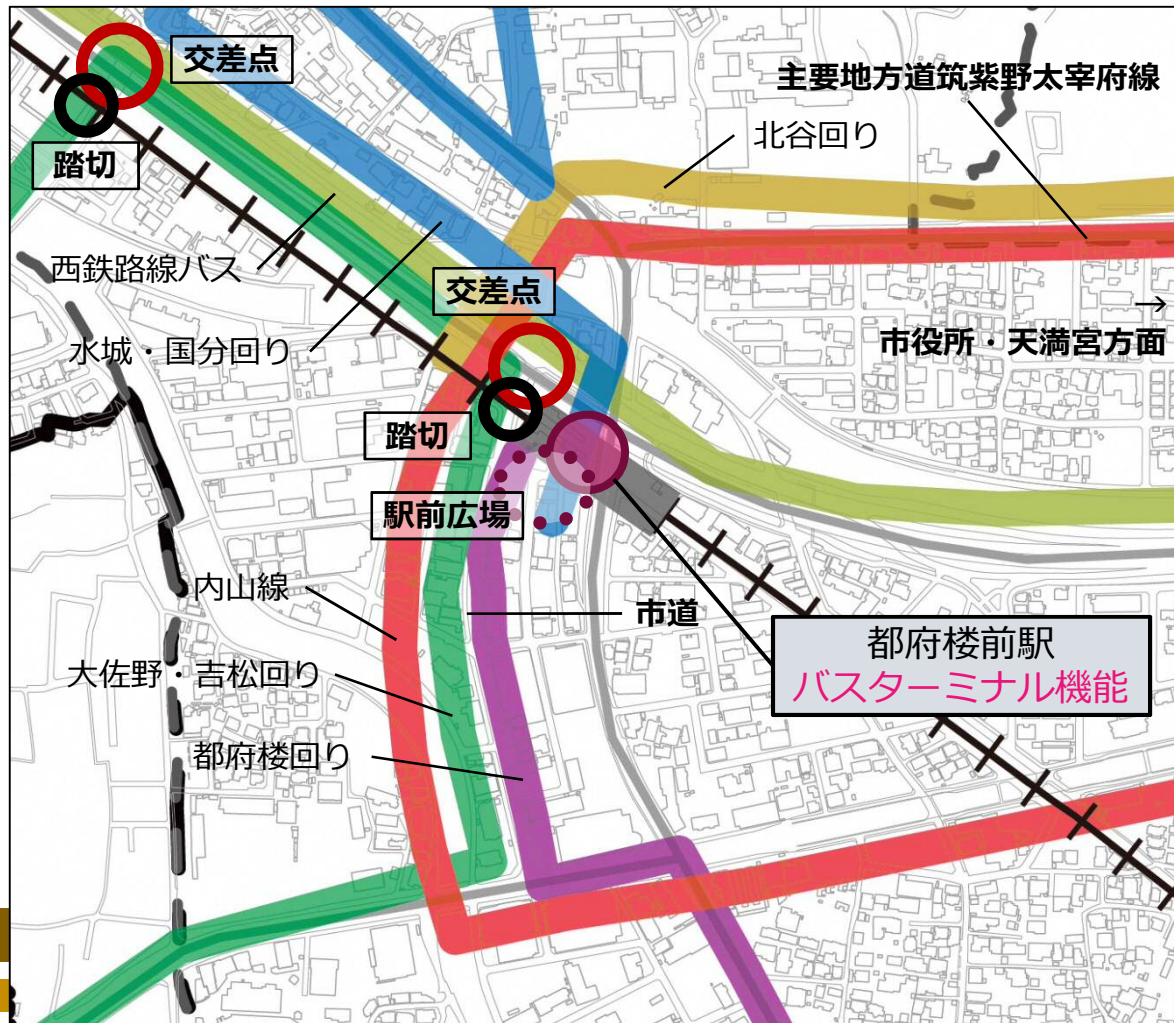 交差点
主要地方道筑紫野太宰府線
北谷回り
踏切
西鉄路線バス
交差点
→
水城・国分回り
市役所・天満宮方面
踏切
駅前広場
内山線
市道
都府楼前駅
バスターミナル機能
大佐野・吉松回り
都府楼回り